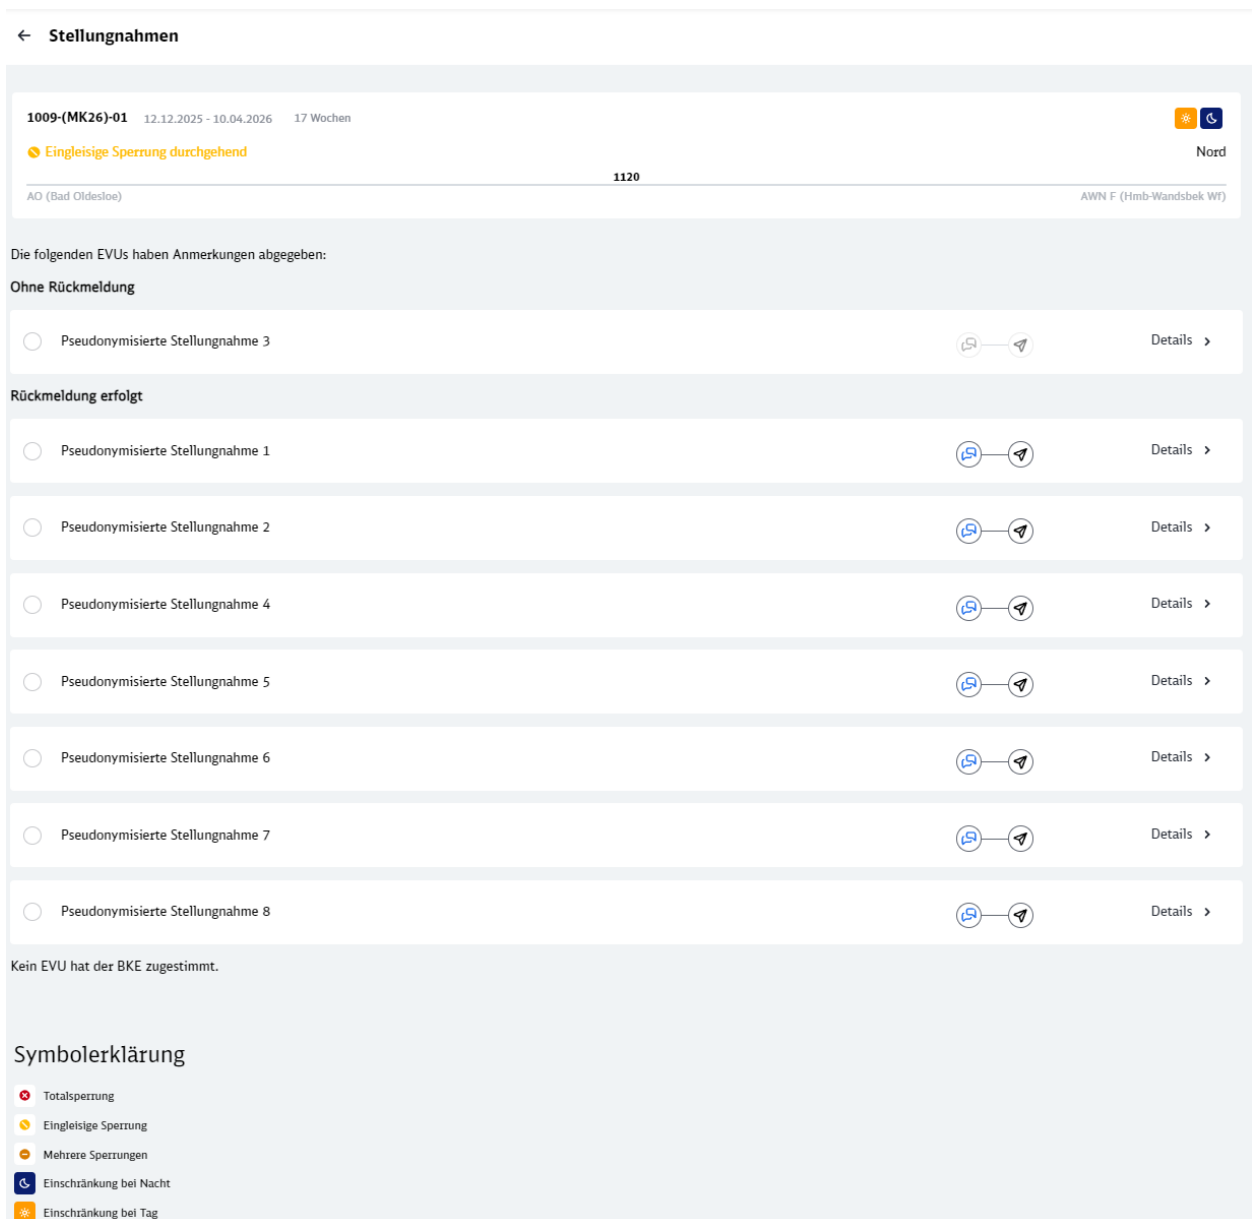 Stellungnahmen
1009-(MK26)-01 12.12.2025 - 10.04.2026 17 Wochen
Eingleisige Sperrung durchgehend Nord
1120
AO (Bad Oldesloe) AWN F (Hmb-Wandsbek Wf)
Die folgenden EVUs haben Anmerkungen abgegeben:
Ohne Rückmeldung
Pseudonymisierte Stellungnahme 3 Details
Rückmeldung erfolgt
Pseudonymisierte Stellungnahme 1 Details
Pseudonymisierte Stellungnahme 2 Details
Pseudonymisierte Stellungnahme 4 Details
Pseudonymisierte Stellungnahme 5 Details
Pseudonymisierte Stellungnahme 6 Details
Pseudonymisierte Stellungnahme 7 Details
Pseudonymisierte Stellungnahme 8 Details
Kein EVU hat der BKE zugestimmt.
Symbolerklärung
Totalsperrung
Eingleisige Sperrung
Mehrere Sperrungen
Einschränkung bei Nacht
Einschränkung bei Tag